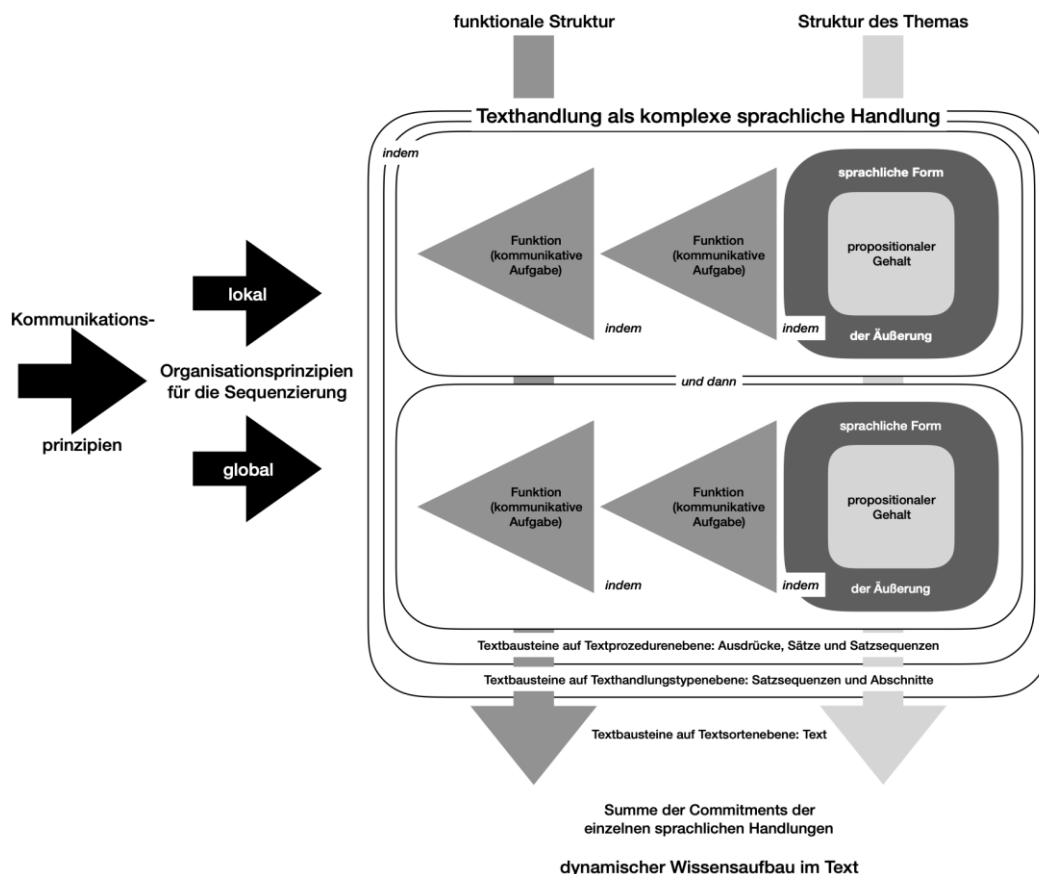 funktionale Struktur
Struktur des Themas
Texthandlung als komplexe sprachliche Handlung
indem
sprachliche Form
Funktion
(kommunikative
Aufgabe)
Funktion
(kommunikative
Aufgabe)
propositionaler
Gehalt
indem
indem
der Äußerung
lokal
Kommunikations-
prinzipien
Organisationsprinzipien
für die Sequenzierung
global
und dann
sprachliche Form
Funktion
(kommunikative
Aufgabe)
Funktion
(kommunikative
Aufgabe)
propositionaler
Gehalt
indem
indem
der Äußerung
Textbausteine auf Textprozedurenebene: Ausdrücke, Sätze und Satzsequenzen
Textbausteine auf Texthandlungstypenebene: Satzsequenzen und Abschnitte
Textbausteine auf Textsortenebene: Text
Summe der Commitments der
einzelnen sprachlichen Handlungen
dynamischer Wissensaufbau im Text